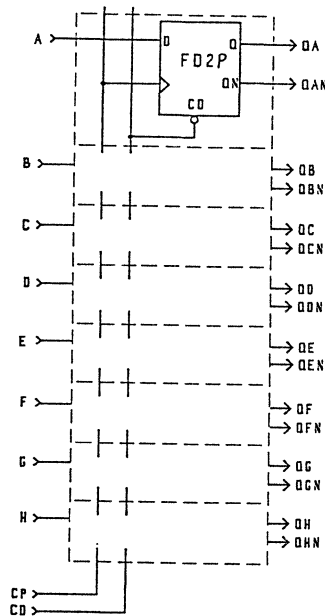 A D Q QA
FD2P
QN QAN
CD
B QB
QBN
C QC
QCN
D QD
QDN
E QE
QEN
F QF
QFN
G QG
QGN
H QH
QHN
CP
CD